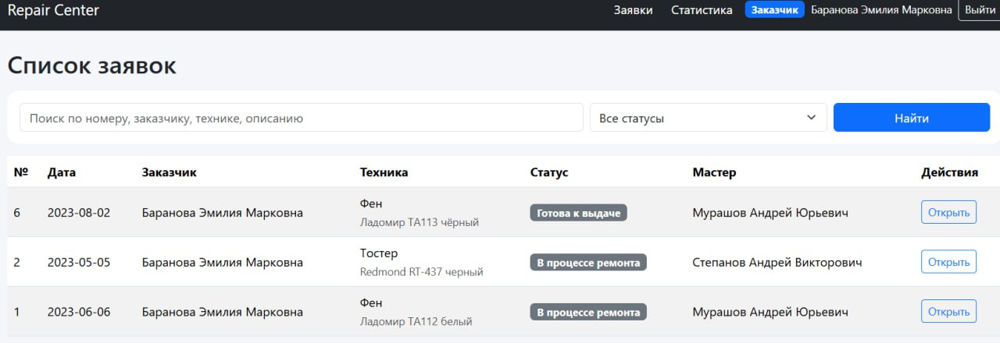 Repair Center Заявки Статистика Заказчик Баранова Эмилия Марковна Выйти
Список заявок
Поиск по номеру, заказчику, технике, описанию Все статусы Найти
№ Дата Заказчик Техника Статус Мастер Действия
6 2023-08-02 Баранова Эмилия Марковна Фен Готова к выдаче Мурашов Андрей Юрьевич Открыть
Ладомир ТА113 чёрный
2 2023-05-05 Баранова Эмилия Марковна Тостер В процессе ремонта Степанов Андрей Викторович Открыть
Redmond RT-437 черный
1 2023-06-06 Баранова Эмилия Марковна Фен В процессе ремонта Мурашов Андрей Юрьевич Открыть
Ладомир ТА112 белый